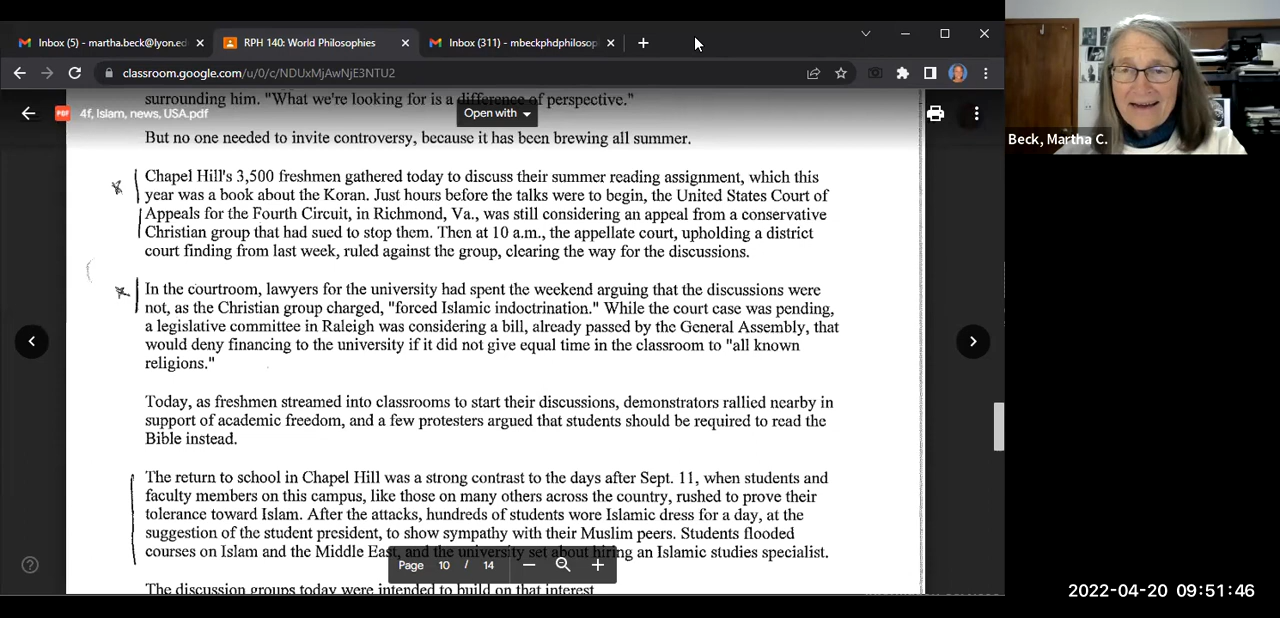 Inbox (5) - martha.beck@lyon.ed
RPH 140: World Philosophies
Inbox (311) - mbeckphdphilosop
classroom.google.com/u/0/c/NDUxMjAwNjE3NTU2
surrounding him. "What we're looking for is a difference of perspective."
PDF
4f, Islam, news, USA.pdf
Open with
But no one needed to invite controversy, because it has been brewing all summer.
Beck, Martha C.
Chapel Hill's 3,500 freshmen gathered today to discuss their summer reading assignment, which this
year was a book about the Koran. Just hours before the talks were to begin, the United States Court of
Appeals for the Fourth Circuit, in Richmond, Va., was still considering an appeal from a conservative
Christian group that had sued to stop them. Then at 10 a.m., the appellate court, upholding a district
court finding from last week, ruled against the group, clearing the way for the discussions.
In the courtroom, lawyers for the university had spent the weekend arguing that the discussions were
not, as the Christian group charged, "forced Islamic indoctrination." While the court case was pending,
a legislative committee in Raleigh was considering a bill, already passed by the General Assembly, that
would deny financing to the university if it did not give equal time in the classroom to "all known
religions."
Today, as freshmen streamed into classrooms to start their discussions, demonstrators rallied nearby in
support of academic freedom, and a few protesters argued that students should be required to read the
Bible instead.
The return to school in Chapel Hill was a strong contrast to the days after Sept. 11, when students and
faculty members on this campus, like those on many others across the country, rushed to prove their
tolerance toward Islam. After the attacks, hundreds of students wore Islamic dress for a day, at the
suggestion of the student president, to show sympathy with their Muslim peers. Students flooded
courses on Islam and the Middle East, and the university set about hiring an Islamic studies specialist.
Page 10 / 14
The discussion groups today were intended to build on that interest
2022-04-20 09:51:46